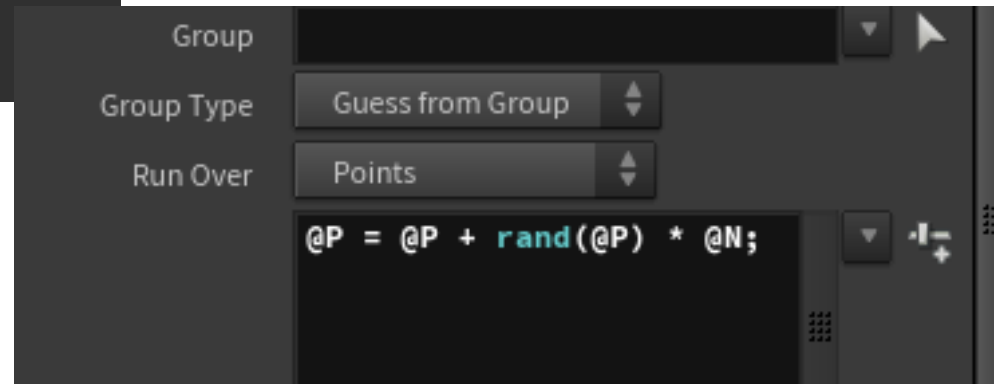 Group
Group Type Guess from Group
Run Over Points
@P = @P + rand(@P) * @N;